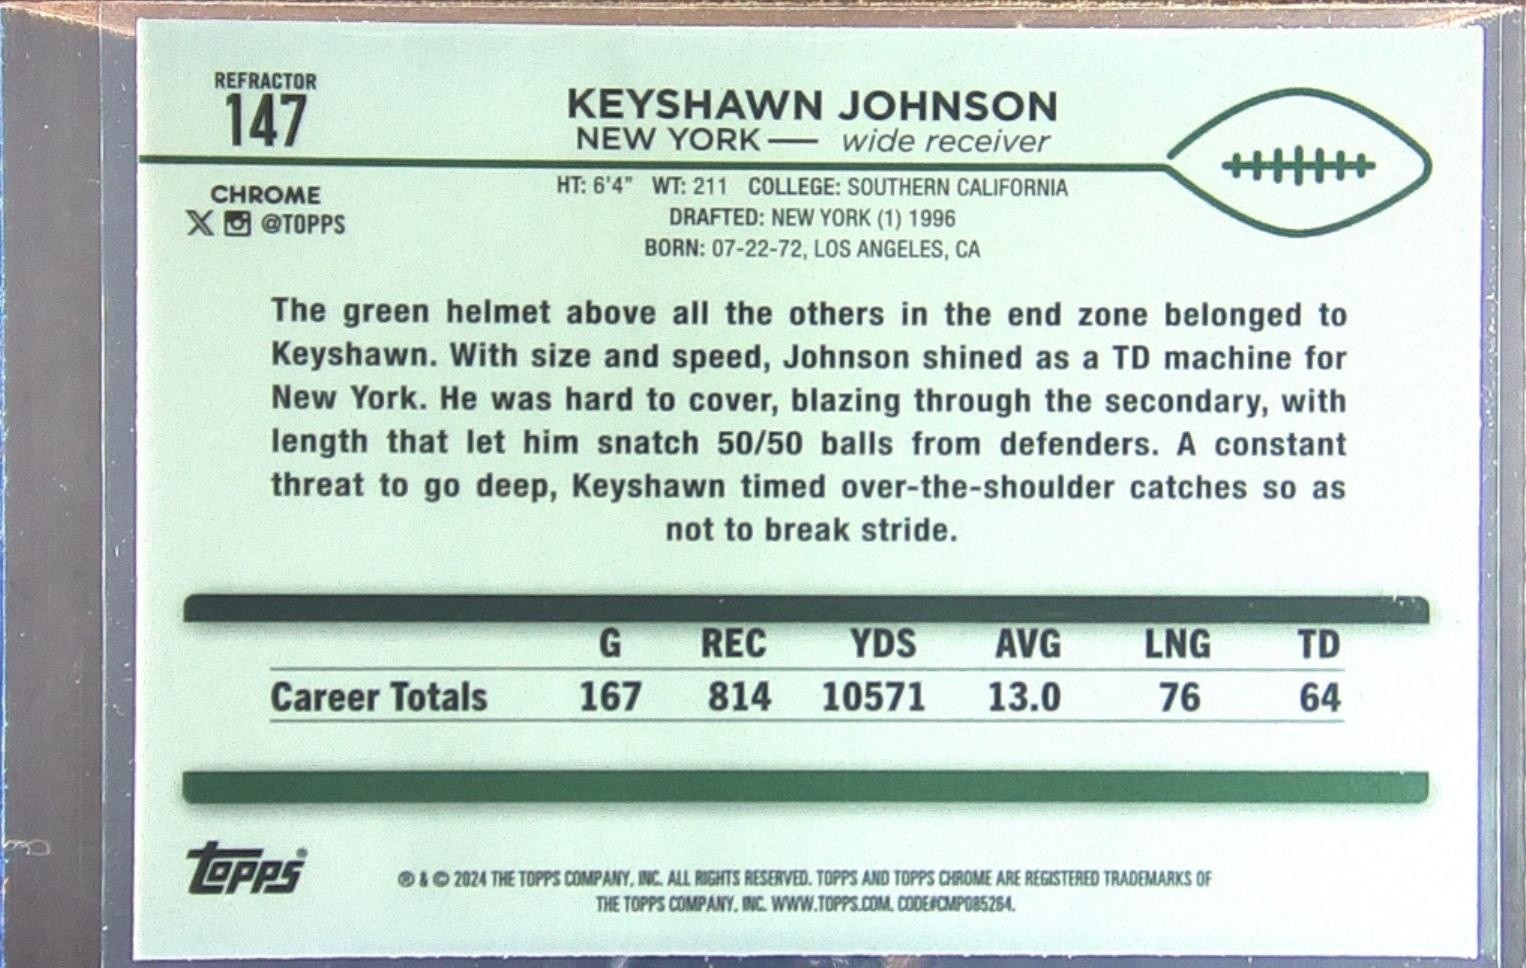 REFRACTOR
147
KEYSHAWN JOHNSON
NEW YORK — wide receiver
CHROME
X @TOPPS
HT: 6'4" WT: 211 COLLEGE: SOUTHERN CALIFORNIA
DRAFTED: NEW YORK (1) 1996
BORN: 07-22-72, LOS ANGELES, CA
The green helmet above all the others in the end zone belonged to
Keyshawn. With size and speed, Johnson shined as a TD machine for
New York. He was hard to cover, blazing through the secondary, with
length that let him snatch 50/50 balls from defenders. A constant
threat to go deep, Keyshawn timed over-the-shoulder catches so as
not to break stride.
G REC YDS AVG LNG TD
Career Totals 167 814 10571 13.0 76 64
Topps®
® & © 2024 THE TOPPS COMPANY, INC. ALL RIGHTS RESERVED. TOPPS AND TOPPS CHROME ARE REGISTERED TRADEMARKS OF
THE TOPPS COMPANY, INC. WWW.TOPPS.COM. CODE#CMP085264.